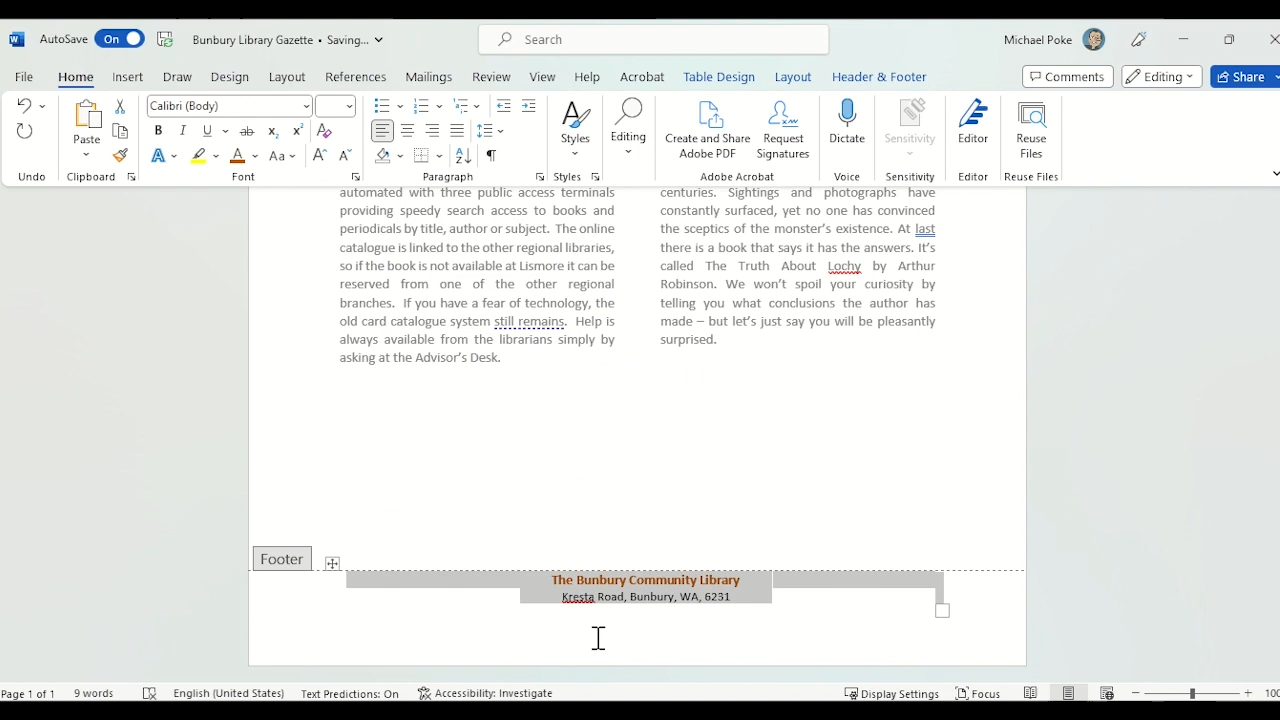 AutoSave On Bunbury Library Gazette • Saving... Search Michael Poke
File Home Insert Draw Design Layout References Mailings Review View Help Acrobat Table Design Layout Header & Footer Comments Editing Share
Calibri (Body)
Paste Styles Editing Create and Share Adobe PDF Request Signatures Dictate Sensitivity Editor Reuse Files
Undo Clipboard Font Paragraph Styles Adobe Acrobat Voice Sensitivity Editor Reuse Files
automated with three public access terminals
providing speedy search access to books and
periodicals by title, author or subject. The online
catalogue is linked to the other regional libraries,
so if the book is not available at Lismore it can be
reserved from one of the other regional
branches. If you have a fear of technology, the
old card catalogue system still remains. Help is
always available from the librarians simply by
asking at the Advisor's Desk.
centuries. Sightings and photographs have
constantly surfaced, yet no one has convinced
the sceptics of the monster's existence. At last
there is a book that says it has the answers. It's
called The Truth About Lochy by Arthur
Robinson. We won't spoil your curiosity by
telling you what conclusions the author has
made – but let's just say you will be pleasantly
surprised.
Footer
The Bunbury Community Library
Kresta Road, Bunbury, WA, 6231
Page 1 of 1 9 words English (United States) Text Predictions: On Accessibility: Investigate Display Settings Focus 100